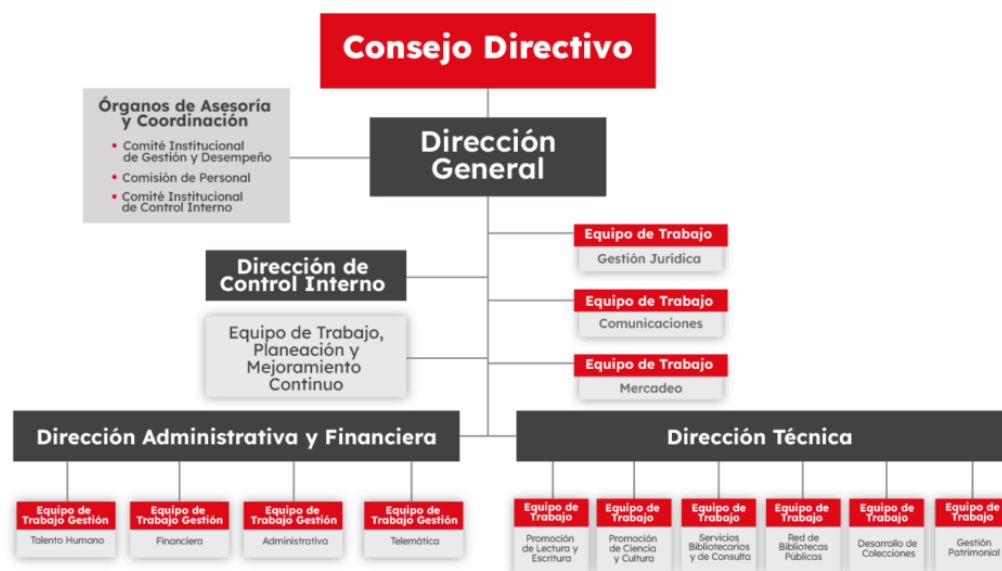 Consejo Directivo
Órganos de Asesoría
y Coordinación
• Comité Institucional
de Gestión y Desempeño
• Comisión de Personal
• Comité Institucional
de Control Interno
Dirección
General
Equipo de Trabajo
Gestión Jurídica
Dirección de
Control Interno
Equipo de Trabajo
Comunicaciones
Equipo de Trabajo,
Planeación y
Mejoramiento
Continuo
Equipo de Trabajo
Mercadeo
Dirección Administrativa y Financiera
Equipo de
Trabajo Gestión
Talento Humano
Equipo de
Trabajo Gestión
Financiera
Equipo de
Trabajo Gestión
Administrativa
Equipo de
Trabajo Gestión
Telemática
Dirección Técnica
Equipo de
Trabajo
Promoción
de Lectura y
Escritura
Equipo de
Trabajo
Promoción
de Ciencia
y Cultura
Equipo de
Trabajo
Servicios
Bibliotecarios
y de Consulta
Equipo de
Trabajo
Red de
Bibliotecas
Públicas
Equipo de
Trabajo
Desarrollo de
Colecciones
Equipo de
Trabajo
Gestión
Patrimonial